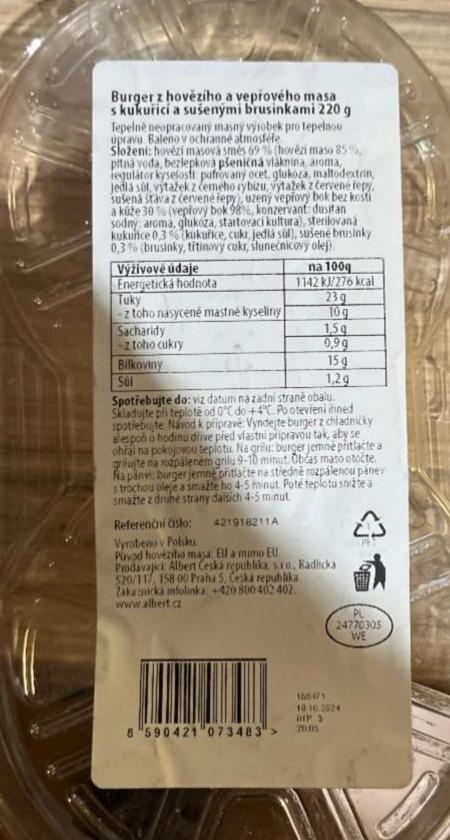 Burger z hovězího a vepřového masa
s kukuřicí a sušenými brusinkami 220 g
Tepelně neopracovaný masný výrobek pro tepelnou
úpravu. Baleno v ochranné atmosféře.
Složení: hovězí masová směs 69 % (hovězí maso 85 %,
pitná voda, bezlepková pšeničná vláknina, aroma,
regulátor kyselosti: pufrovaný ocet, glukóza, maltodextrin,
jedlá sůl, výtažek z černého rybízu, výtažek z červené řepy,
sušená šťáva z červené řepy), uzený vepřový bok bez kosti
a kůže 30 % (vepřový bok 98%, konzervant: dusitan
sodný, aroma, glukóza, startovací kultura), sterilovaná
kukuřice 0,3 % (kukuřice, cukr, jedlá sůl), sušené brusinky
0,3 % (brusinky, třtinový cukr, slunečnicový olej).
Výživové údaje na 100g
Energetická hodnota 1142 kJ/276 kcal
Tuky 23 g
- z toho nasycené mastné kyseliny 10 g
Sacharidy 1,5 g
- z toho cukry 0,9 g
Bílkoviny 15 g
Sůl 1,2 g
Spotřebujte do: viz datum na zadní straně obalu.
Skladujte při teplotě od 0°C do +4°C. Po otevření ihned
spotřebujte. Návod k přípravě: Vyndejte burger z chladničky
alespoň o hodinu dříve před vlastní přípravou tak, aby se
ohřál na pokojovou teplotu. Na grilu: burger jemně přitlačte a
grilujte na rozpáleném grilu 9-10 minut. Občas maso otočte.
Na pánvi: burger jemně přitlačte na středně rozpálenou pánev
s trochou oleje a smažte ho 4-5 minut. Poté teplotu snižte a
smažte z druhé strany dalších 4-5 minut.
Referenční číslo: 421918211A
Vyrobeno v Polsku.
Původ hovězího masa: EU a mimo EU.
Prodávající: Albert Česká republika, s.r.o., Radlická
520/117, 158 00 Praha 5, Česká republika
Zákaznická infolinka: +420 800 402 402.
www.albert.cz
1
PET
PL
24770305
WE
188471
10.10.2024
HFP 3
20:05
8 590421 073483 >